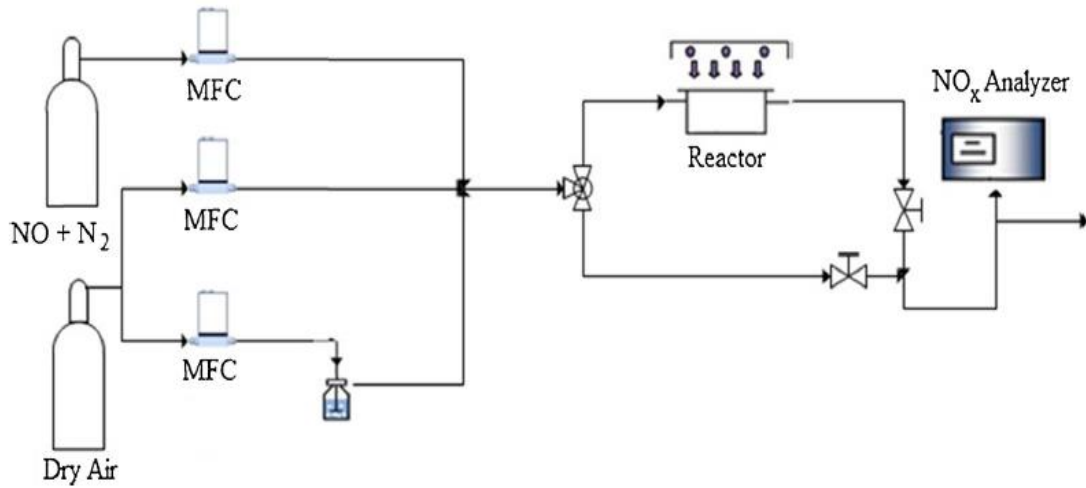 MFC
NOₓ Analyzer
Reactor
MFC
NO + N₂
MFC
Dry Air